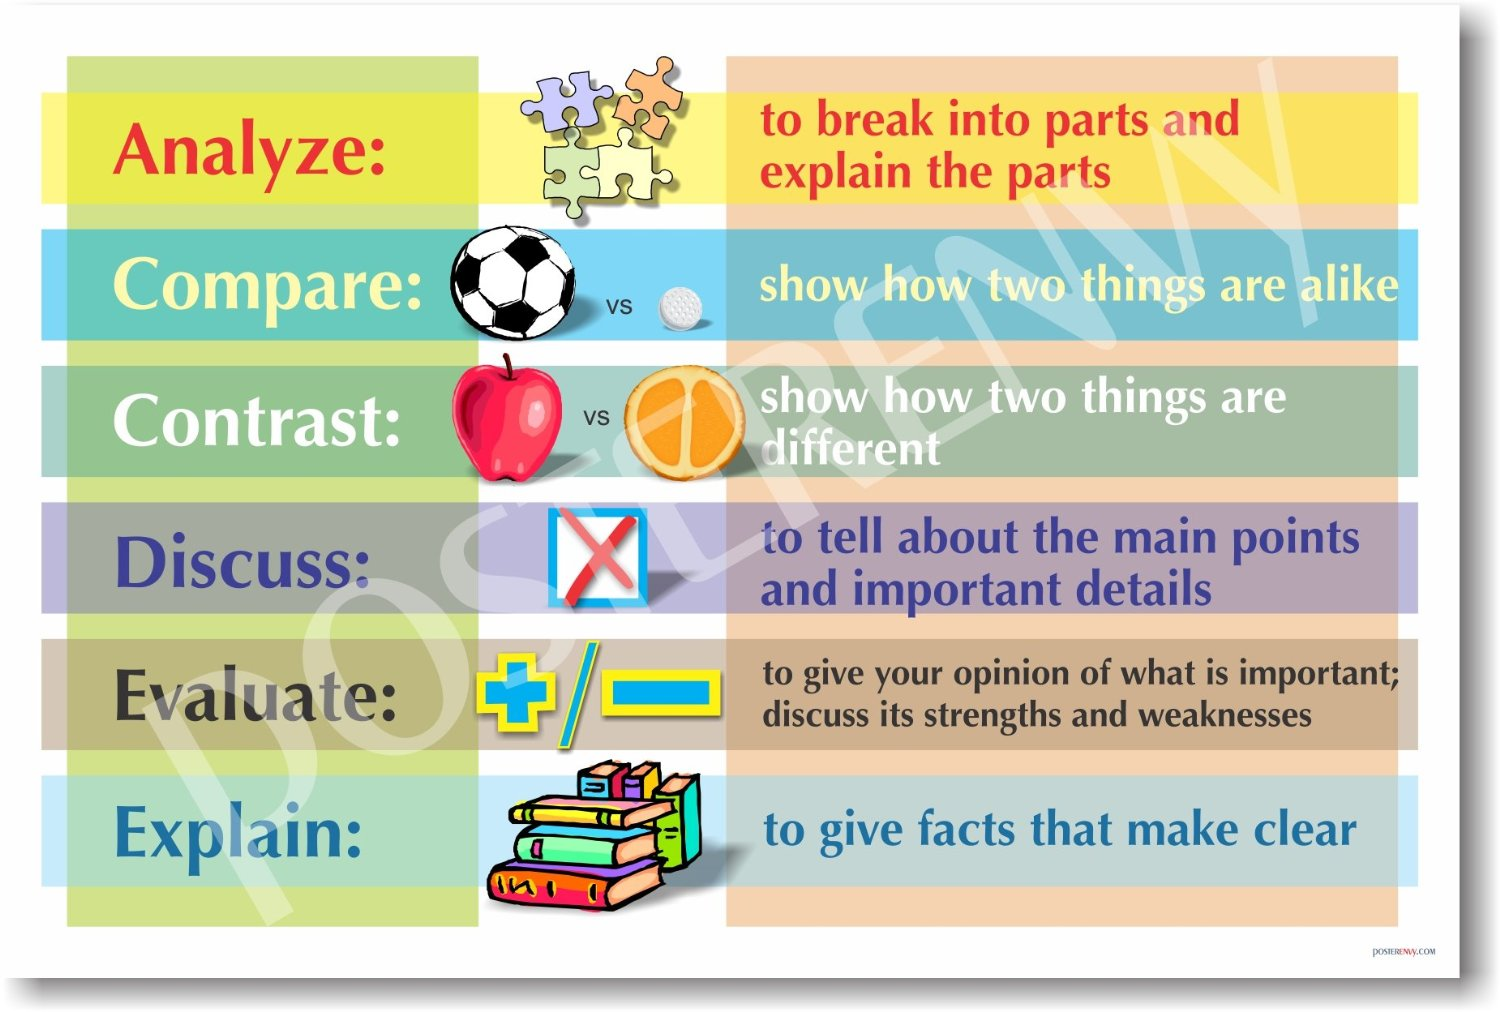 Analyze:
to break into parts and
explain the parts
Compare:
vs
show how two things are alike
Contrast:
vs
show how two things are
different
Discuss:
to tell about the main points
and important details
Evaluate:
to give your opinion of what is important;
discuss its strengths and weaknesses
Explain:
to give facts that make clear
POSTERENVY
POSTERENVY.COM